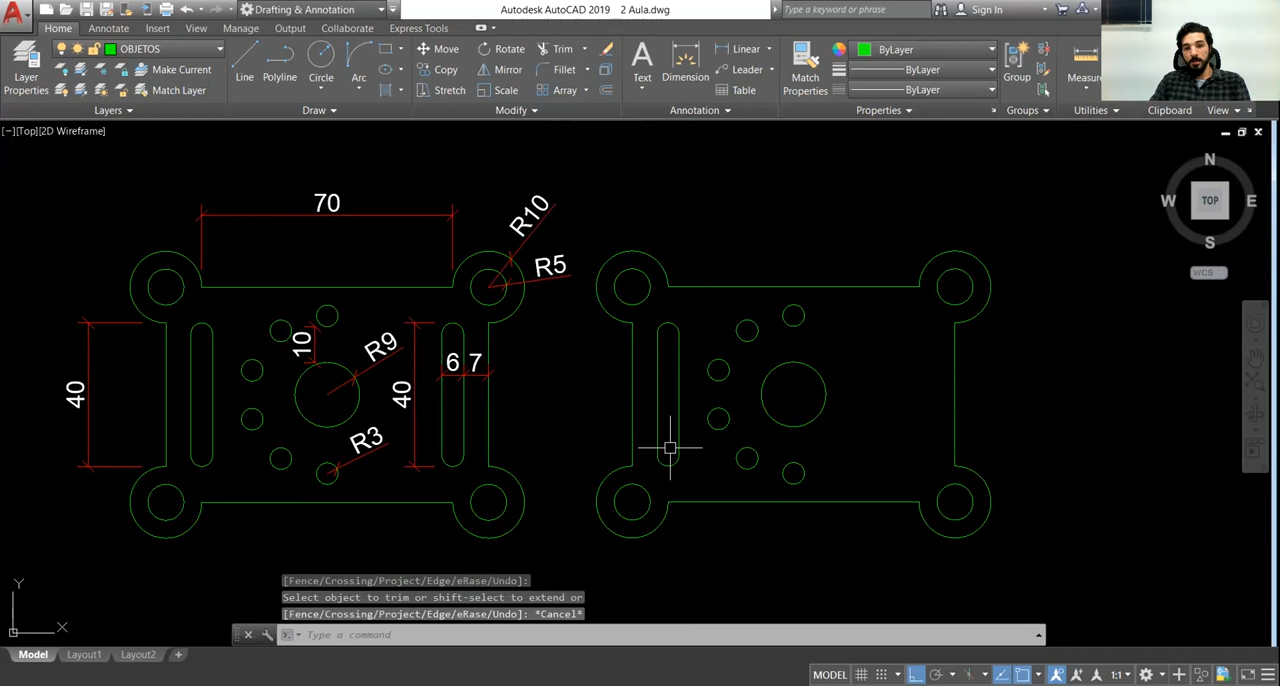 Drafting & Annotation
Autodesk AutoCAD 2019 2 Aula.dwg
Type a keyword or phrase
Sign In
Home Annotate Insert View Manage Output Collaborate Express Tools
Layer Properties
OBJETOS
Make Current
Match Layer
Layers
Line Polyline Circle Arc
Draw
Move Rotate Trim
Copy Mirror Fillet
Stretch Scale Array
Modify
Text Dimension
Linear
Leader
Table
Annotation
Match Properties
ByLayer
ByLayer
ByLayer
Properties
Group
Groups
Measure
Utilities
Clipboard
View
[−][Top][2D Wireframe]
N
W TOP E
S
WCS
70
R10
R5
10
R9
6 7
40
40
R3
Y
X
[Fence/Crossing/Project/Edge/eRase/Undo]:
Select object to trim or shift-select to extend or
[Fence/Crossing/Project/Edge/eRase/Undo]: *Cancel*
Type a command
Model Layout1 Layout2 +
MODEL
1:1